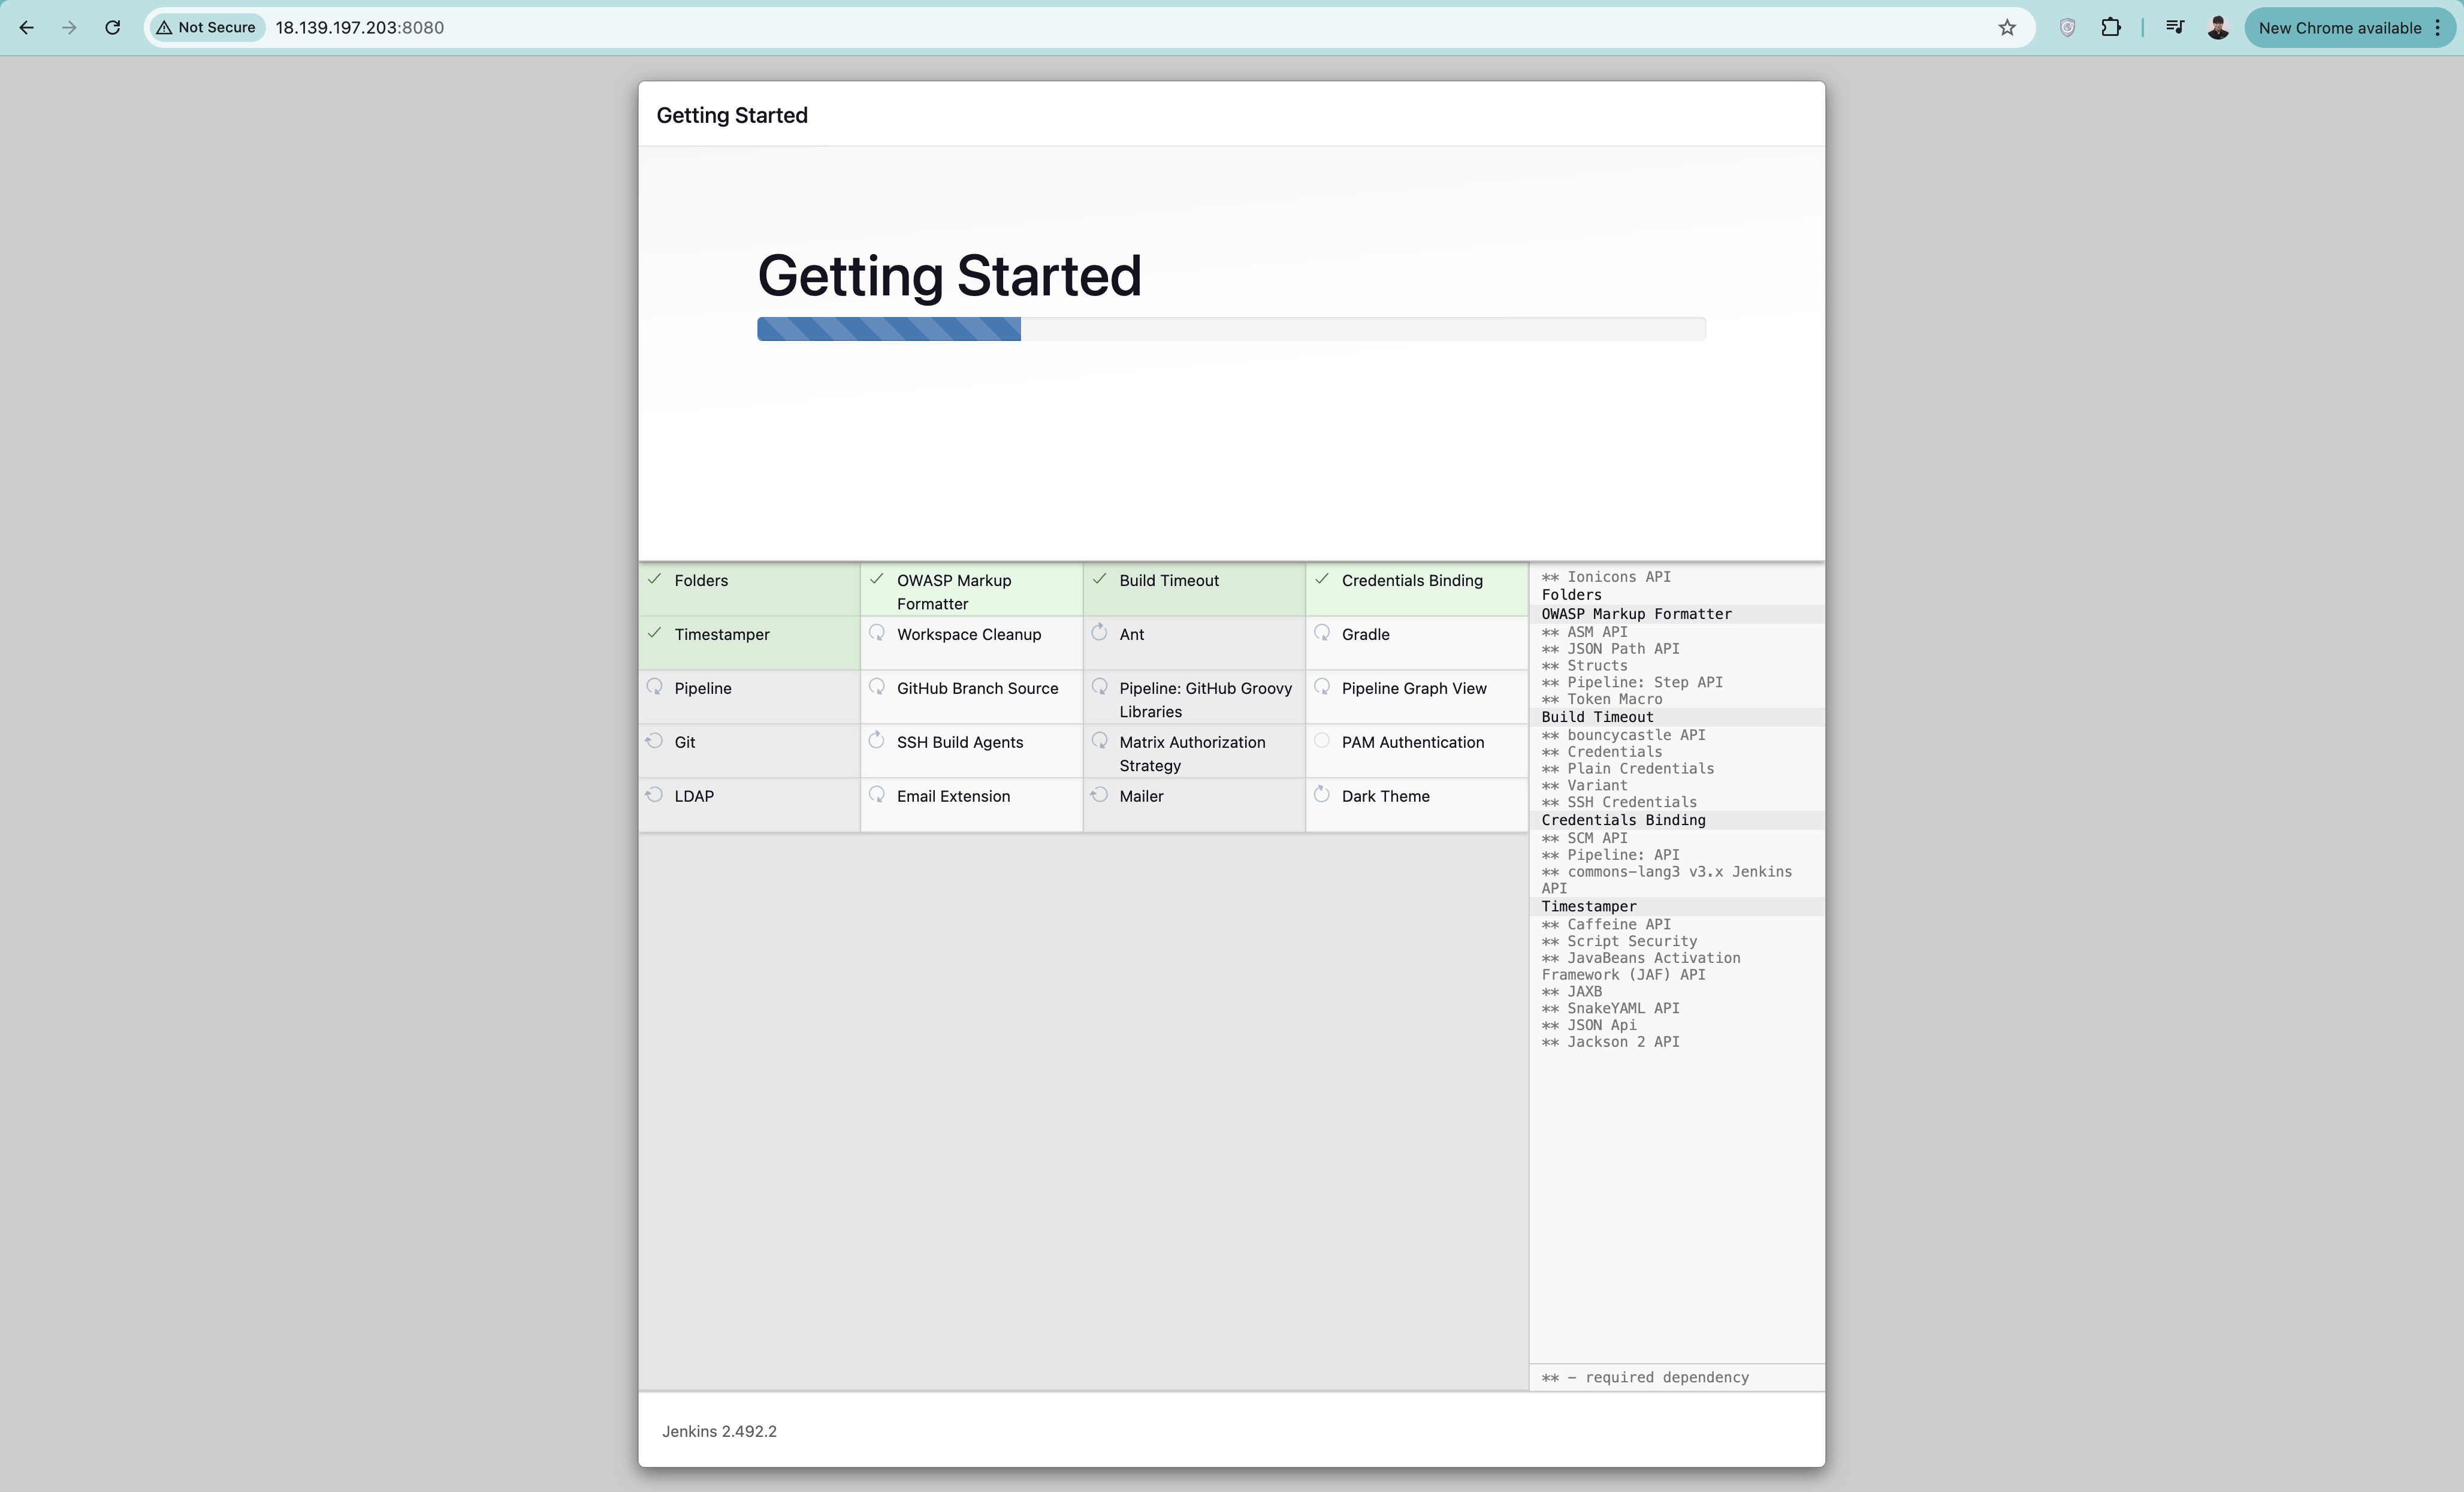 Not Secure
18.139.197.203:8080
New Chrome available
Getting Started
Getting Started
Folders
OWASP Markup
Formatter
Build Timeout
Credentials Binding
Timestamper
Workspace Cleanup
Ant
Gradle
Pipeline
GitHub Branch Source
Pipeline: GitHub Groovy
Libraries
Pipeline Graph View
Git
SSH Build Agents
Matrix Authorization
Strategy
PAM Authentication
LDAP
Email Extension
Mailer
Dark Theme
** Ionicons API
Folders
OWASP Markup Formatter
** ASM API
** JSON Path API
** Structs
** Pipeline: Step API
** Token Macro
Build Timeout
** bouncycastle API
** Credentials
** Plain Credentials
** Variant
** SSH Credentials
Credentials Binding
** SCM API
** Pipeline: API
** commons-lang3 v3.x Jenkins
API
Timestamper
** Caffeine API
** Script Security
** JavaBeans Activation
Framework (JAF) API
** JAXB
** SnakeYAML API
** JSON Api
** Jackson 2 API
** - required dependency
Jenkins 2.492.2